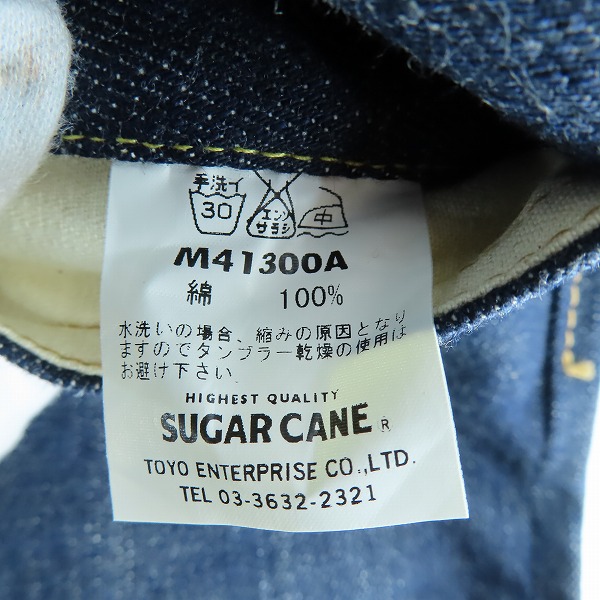 手洗イ
30 エンソ サラシ 中
M41300A
綿 100%
水洗いの場合、縮みの原因となり
ますのでタンブラー乾燥の使用は
お避け下さい.
HIGHEST QUALITY
SUGAR CANE ®
TOYO ENTERPRISE CO.,LTD.
TEL 03-3632-2321